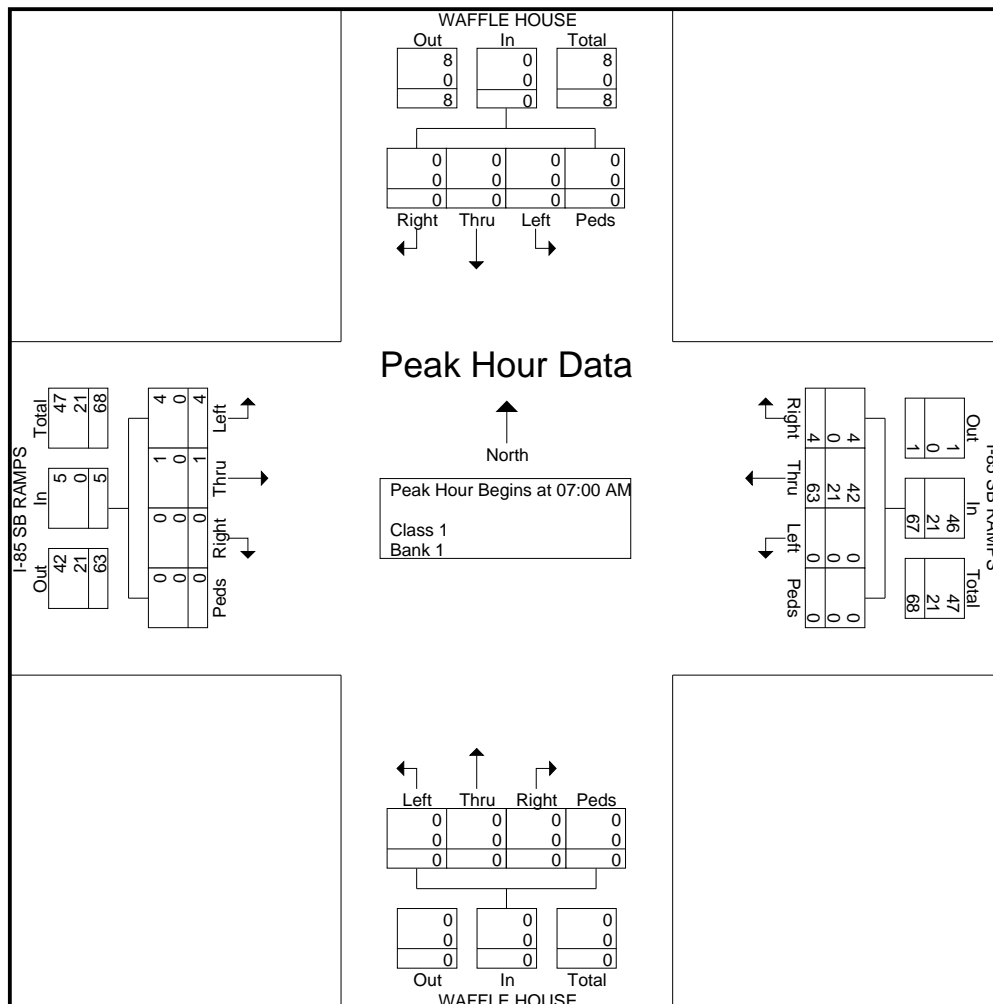 WAFFLE HOUSE
Out In Total
8 0 8
0 0 0
8 0 8
0 0 0 0
0 0 0 0
0 0 0 0
Right Thru Left Peds
Peak Hour Data
North
Peak Hour Begins at 07:00 AM
Class 1
Bank 1
I-85 SB RAMPS
Out In Total
42 5 47
21 0 21
63 5 68
Peds Right Thru Left
0 0 1 4
0 0 0 0
0 0 1 4
I-85 SB RAMPS
Out In Total
1 46 47
0 21 21
1 67 68
4 42 0 0
0 21 0 0
4 63 0 0
Right Thru Left Peds
Left Thru Right Peds
0 0 0 0
0 0 0 0
0 0 0 0
0 0 0
0 0 0
0 0 0
Out In Total
WAFFLE HOUSE